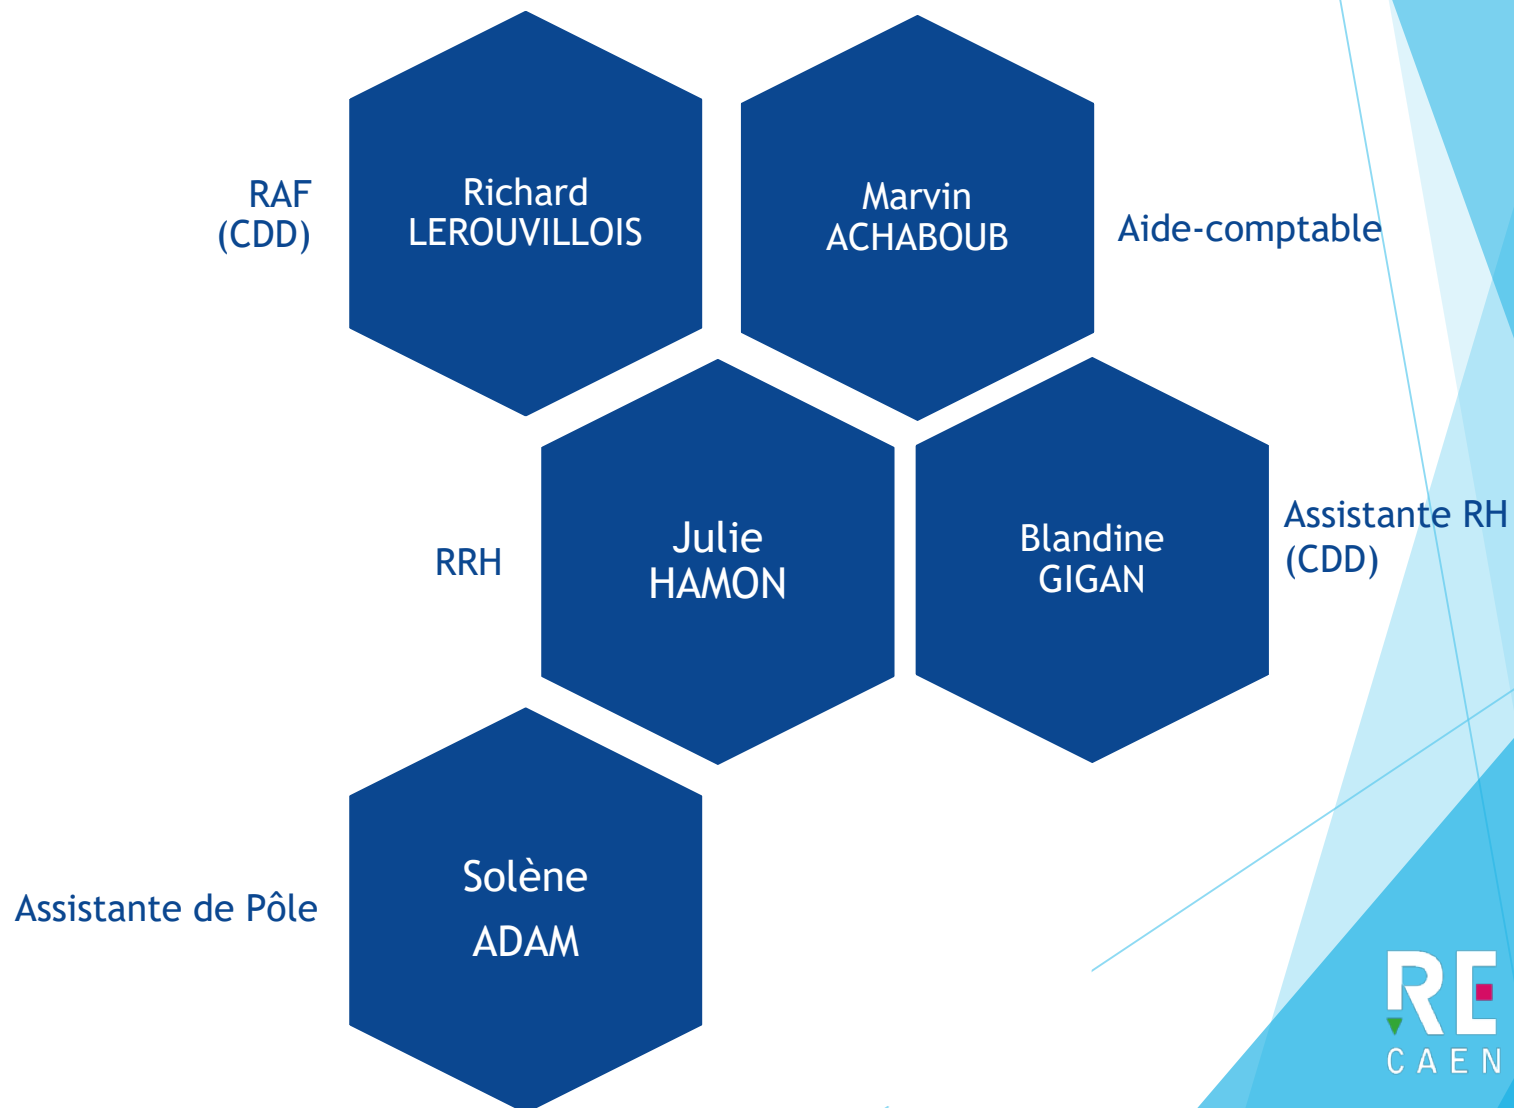 RAF
(CDD)
Richard
LEROUVILLOIS
Marvin
ACHABOUB
Aide-comptable
RRH
Julie
HAMON
Blandine
GIGAN
Assistante RH
(CDD)
Assistante de Pôle
Solène
ADAM
RE
CAEN